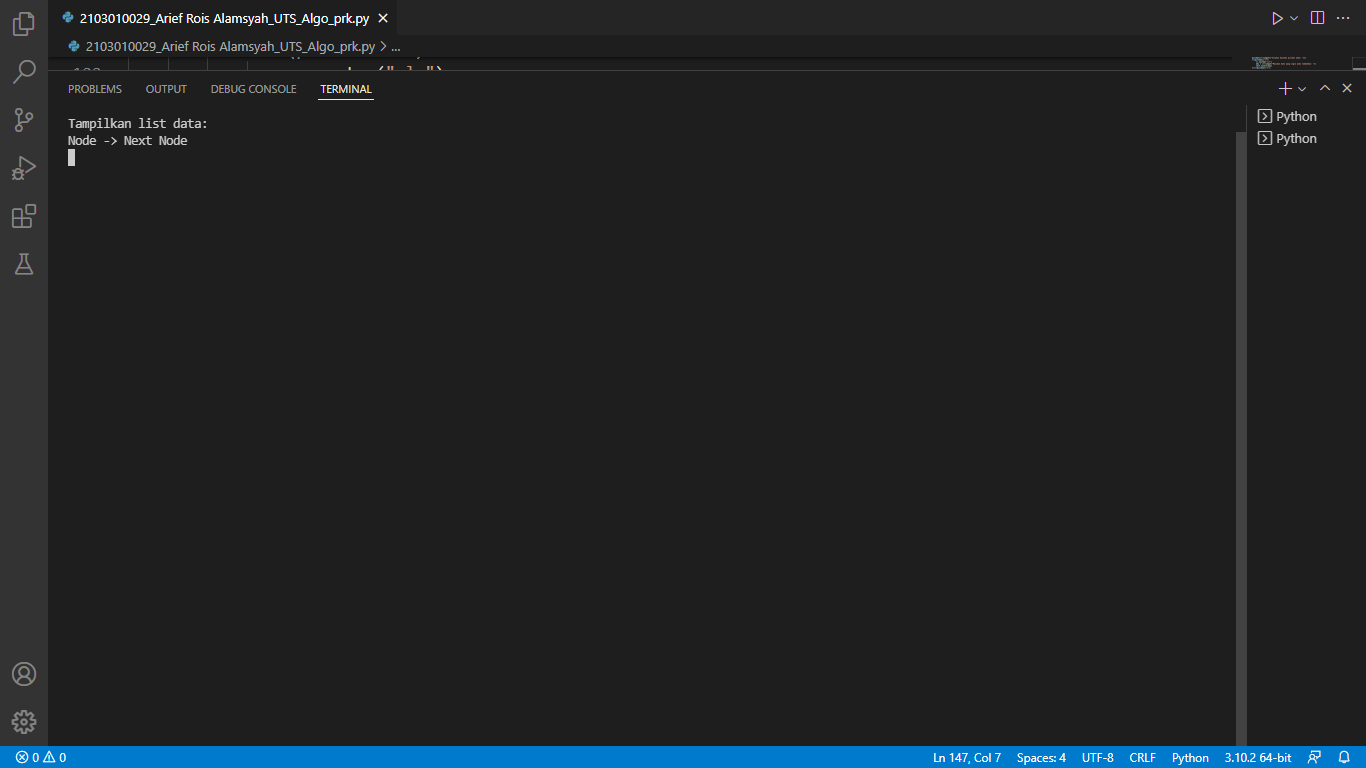 2103010029_Arief Rois Alamsyah_UTS_Algo_prk.py
2103010029_Arief Rois Alamsyah_UTS_Algo_prk.py > ...
PROBLEMS OUTPUT DEBUG CONSOLE TERMINAL
Tampilkan list data:
Node -> Next Node
Python
Python
0 0 Ln 147, Col 7 Spaces: 4 UTF-8 CRLF Python 3.10.2 64-bit